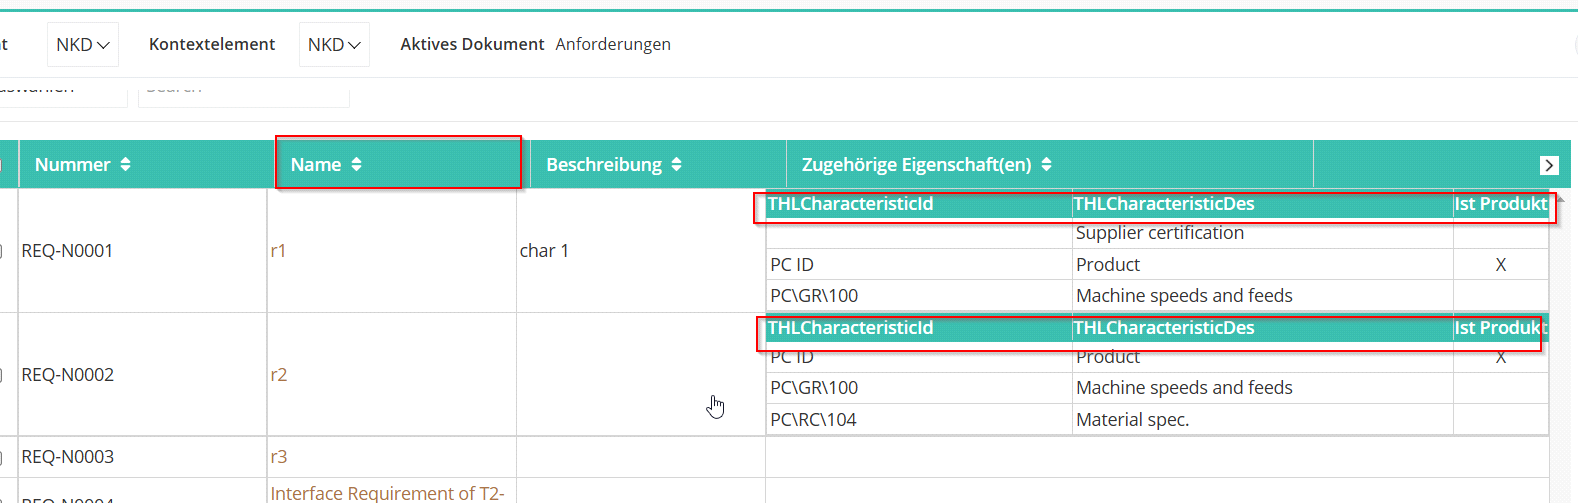 NKD Kontextelement NKD Aktives Dokument Anforderungen
Search
Nummer Name Beschreibung Zugehörige Eigenschaft(en)
THLCharacteristicId THLCharacteristicDes Ist Produkt
Supplier certification
REQ-N0001 r1 char 1
PC ID Product X
PC\GR\100 Machine speeds and feeds
THLCharacteristicId THLCharacteristicDes Ist Produkt
PC ID Product X
REQ-N0002 r2
PC\GR\100 Machine speeds and feeds
PC\RC\104 Material spec.
REQ-N0003 r3
REQ-N0004 Interface Requirement of T2-